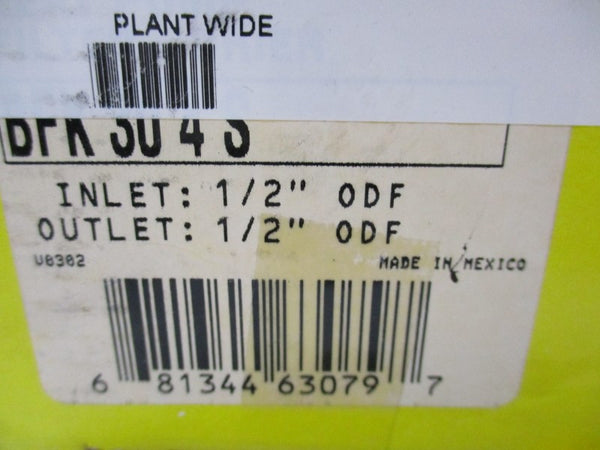 PLANT WIDE
BFK 30 4 S
INLET: 1/2" ODF
OUTLET: 1/2" ODF
V0302
MADE IN MEXICO
6 81344 63079 7